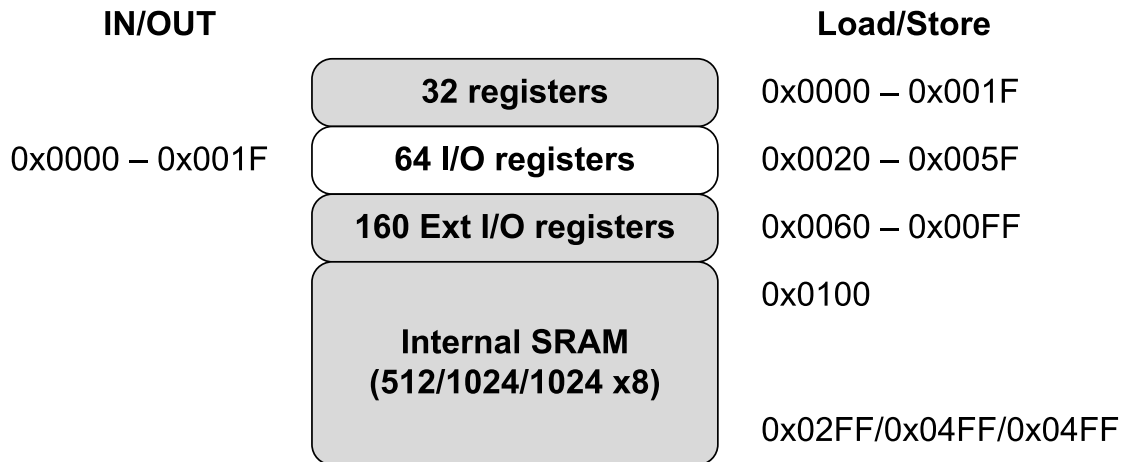 IN/OUT
Load/Store
32 registers
0x0000 – 0x001F
0x0000 – 0x001F
64 I/O registers
0x0020 – 0x005F
160 Ext I/O registers
0x0060 – 0x00FF
0x0100
Internal SRAM
(512/1024/1024 x8)
0x02FF/0x04FF/0x04FF